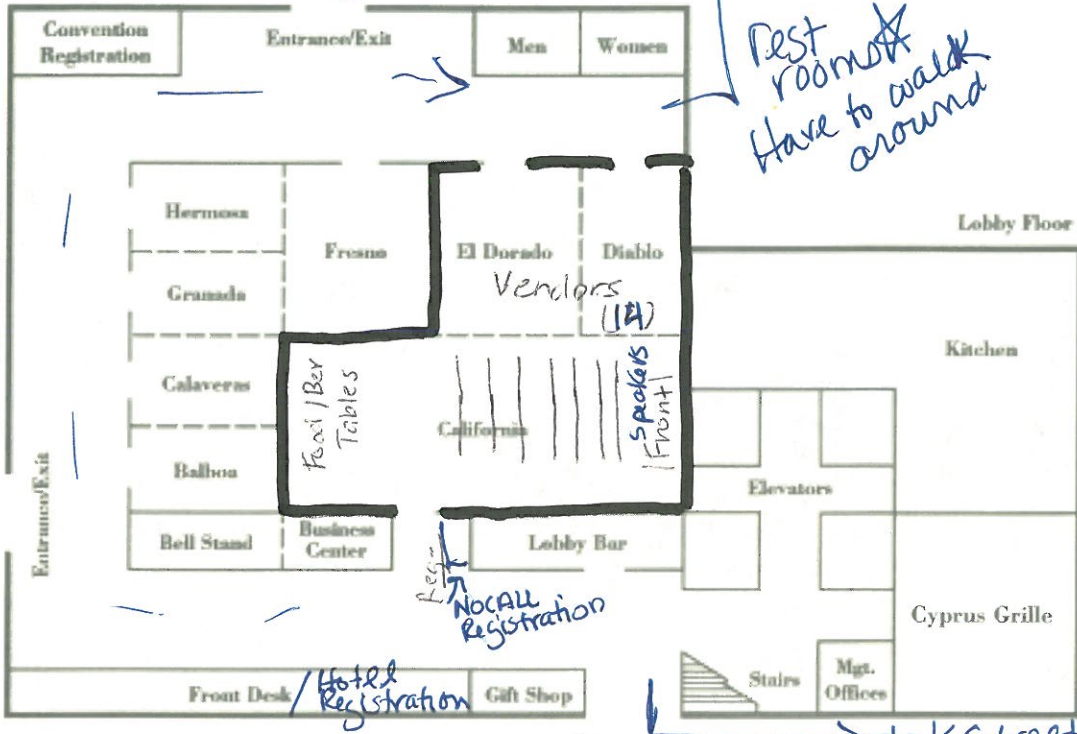 Convention
Registration
Entrance/Exit
Men
Women
Rest
rooms
Have to walk
around
Lobby Floor
Hermosa
Fresno
El Dorado
Diablo
Granada
Vendors
(14)
Kitchen
Calaveras
Food/Bev
Tables
California
Speakers
Front
Balboa
Elevators
Entrance/Exit
Bell Stand
Business
Center
Lobby Bar
Reg
NOCALL
Registration
Cyprus Grille
Front Desk
/Hotel
Registration
Gift Shop
Stairs
Mgt.
Offices